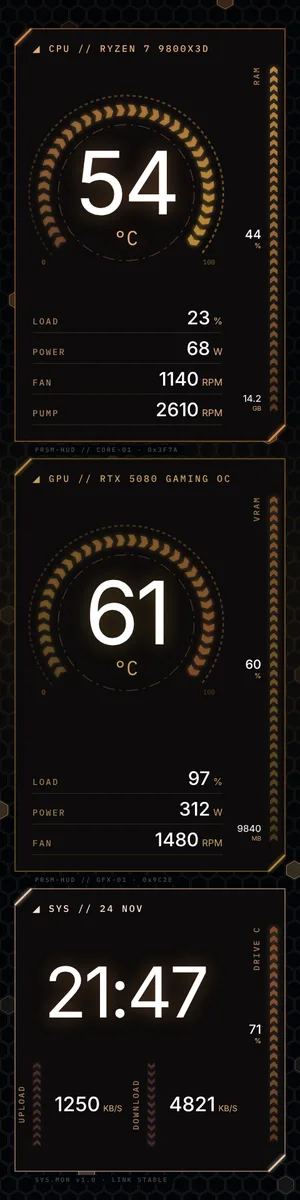 CPU // RYZEN 7 9800X3D
RAM
54
°C
0 100
44
%
LOAD 23 %
POWER 68 W
FAN 1140 RPM
PUMP 2610 RPM
14.2
GB
PRSM-HUD // CORE-01 · 0x3F7A
GPU // RTX 5080 GAMING OC
VRAM
61
°C
0 100
60
%
LOAD 97 %
POWER 312 W
FAN 1480 RPM
9840
MB
PRSM-HUD // GFX-01 · 0x9C2E
SYS // 24 NOV
DRIVE C
21:47
71
%
UPLOAD
1250 KB/S
DOWNLOAD
4821 KB/S
SYS.MON v1.0 · LINK STABLE